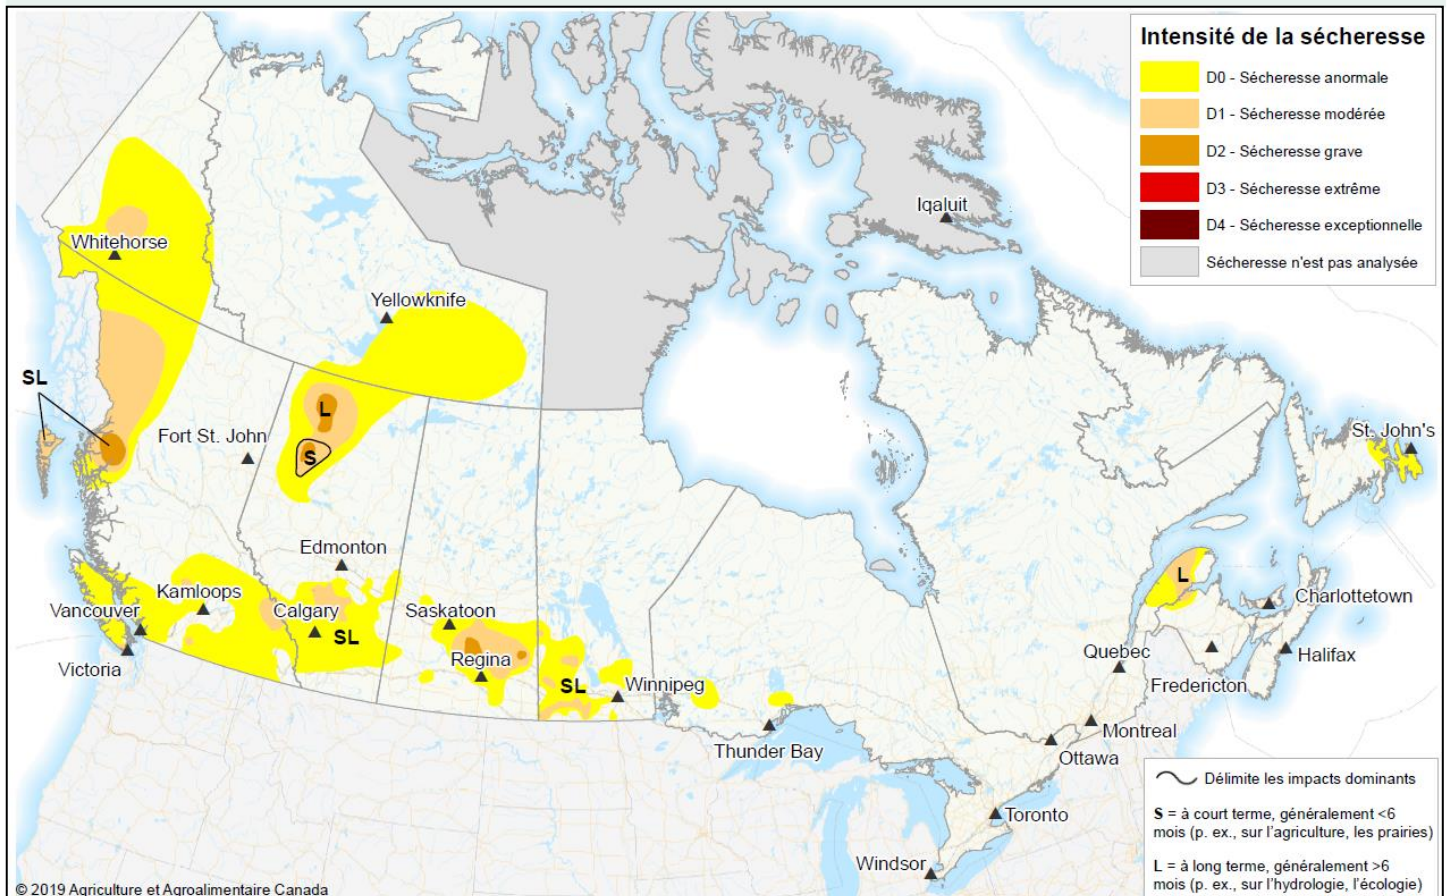 Intensité de la sécheresse
D0 - Sécheresse anormale
D1 - Sécheresse modérée
D2 - Sécheresse grave
D3 - Sécheresse extrême
D4 - Sécheresse exceptionnelle
Sécheresse n'est pas analysée
Iqaluit
Whitehorse
Yellowknife
SL
L
Fort St. John
S
St. John's
Edmonton
L
Kamloops
Charlottetown
Vancouver
Calgary
Saskatoon
SL
Victoria
Regina
Quebec
Halifax
SL
Winnipeg
Fredericton
Montreal
Thunder Bay
Ottawa
Toronto
Windsor
Délimite les impacts dominants
S = à court terme, généralement <6
mois (p. ex., sur l'agriculture, les prairies)
L = à long terme, généralement >6
mois (p. ex., sur l'hydrologie, l'écologie)
© 2019 Agriculture et Agroalimentaire Canada